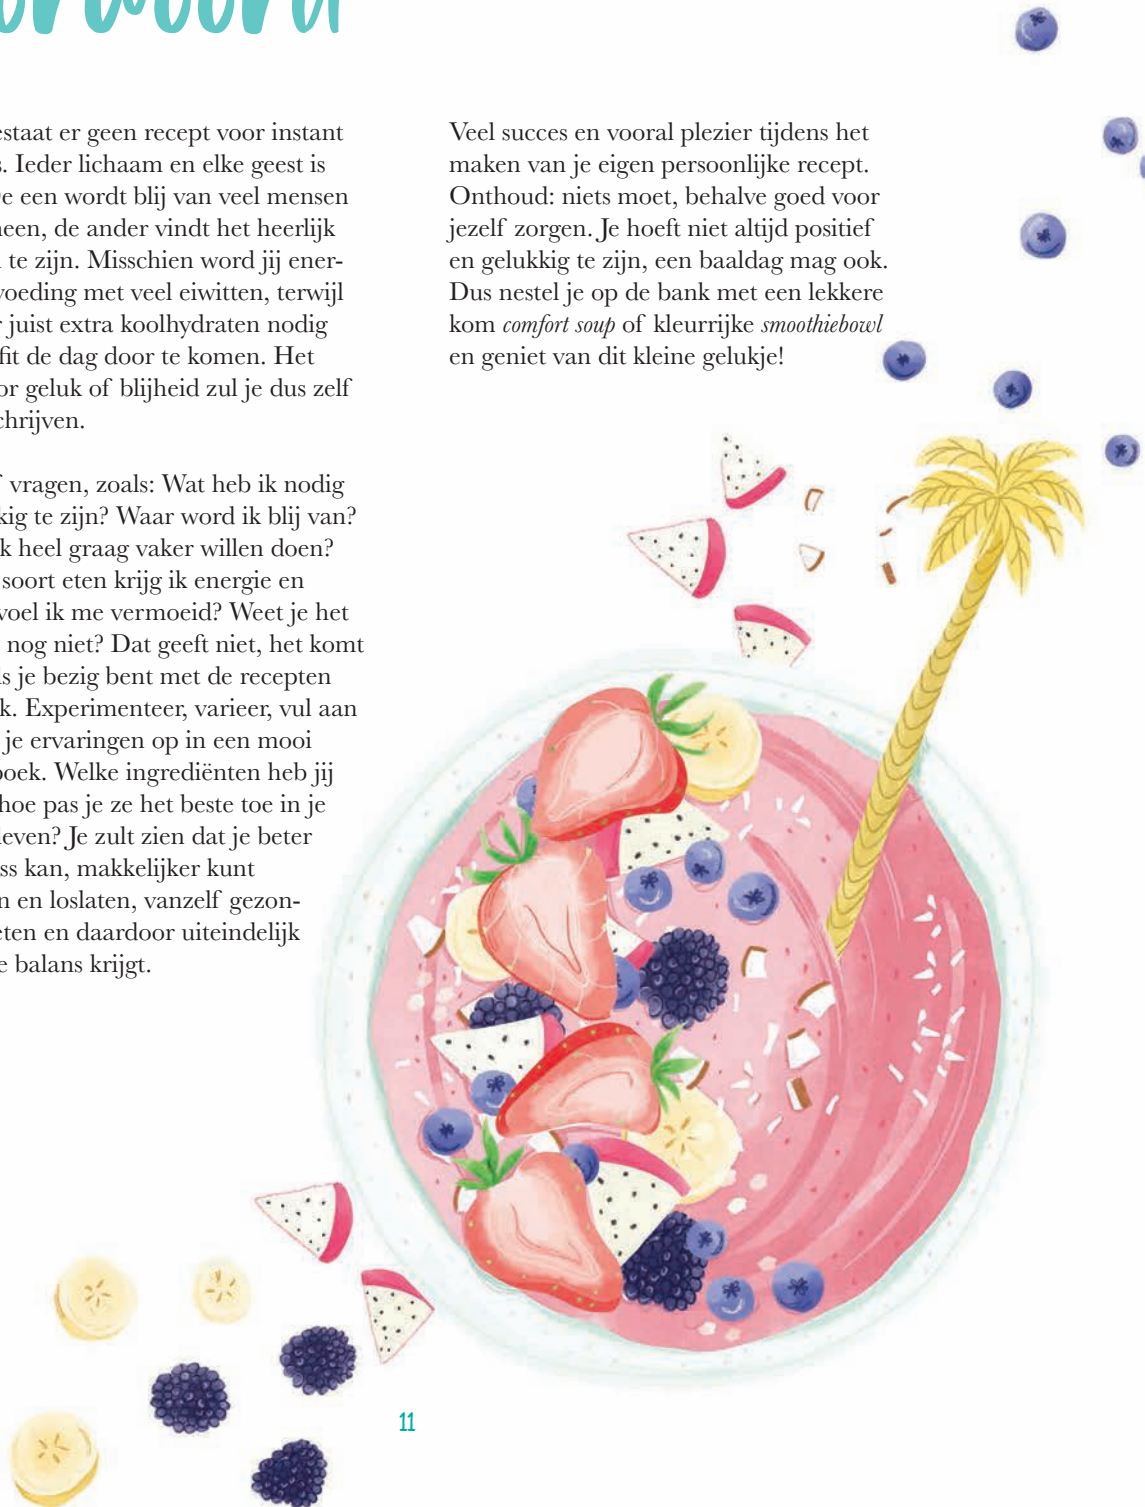 orwoord
estaat er geen recept voor instant
s. Ieder lichaam en elke geest is
e een wordt blij van veel mensen
heen, de ander vindt het heerlijk
te zijn. Misschien word jij ener-
voeding met veel eiwitten, terwijl
r juist extra koolhydraten nodig
fit de dag door te komen. Het
or geluk of blijheid zul je dus zelf
chrijven.
f vragen, zoals: Wat heb ik nodig
kig te zijn? Waar word ik blij van?
k heel graag vaker willen doen?
soort eten krijg ik energie en
voel ik me vermoeid? Weet je het
nog niet? Dat geeft niet, het komt
ls je bezig bent met de recepten
k. Experimenteer, varieer, vul aan
je ervaringen op in een mooi
boek. Welke ingrediënten heb jij
hoe pas je ze het beste toe in je
leven? Je zult zien dat je beter
ss kan, makkelijker kunt
n en loslaten, vanzelf gezon-
eten en daardoor uiteindelijk
e balans krijgt.
Veel succes en vooral plezier tijdens het
maken van je eigen persoonlijke recept.
Onthoud: niets moet, behalve goed voor
jezelf zorgen. Je hoeft niet altijd positief
en gelukkig te zijn, een baaldag mag ook.
Dus nestel je op de bank met een lekkere
kom comfort soup of kleurrijke smoothiebowl
en geniet van dit kleine gelukje!
11